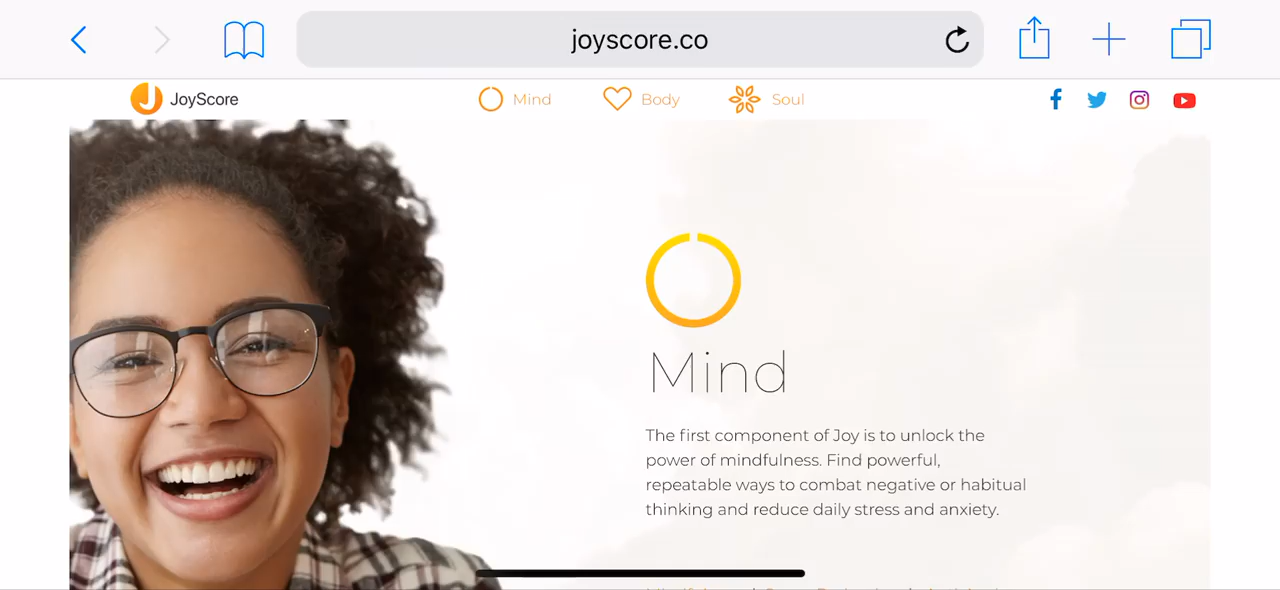 joyscore.co
JoyScore
Mind
Body
Soul
Mind
The first component of Joy is to unlock the
power of mindfulness. Find powerful,
repeatable ways to combat negative or habitual
thinking and reduce daily stress and anxiety.